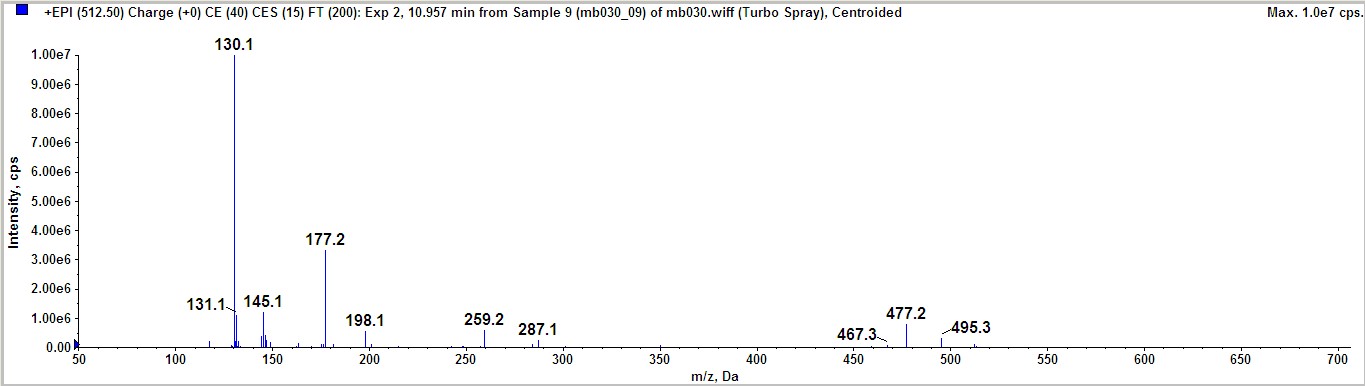 +EPI (512.50) Charge (+0) CE (40) CES (15) FT (200): Exp 2, 10.957 min from Sample 9 (mb030_09) of mb030.wiff (Turbo Spray), Centroided
Max. 1.0e7 cps.
Intensity, cps
1.00e7
9.00e6
8.00e6
7.00e6
6.00e6
5.00e6
4.00e6
3.00e6
2.00e6
1.00e6
0.00
130.1
177.2
131.1
145.1
198.1
259.2
287.1
467.3
477.2
495.3
50 100 150 200 250 300 350 400 450 500 550 600 650 700
m/z, Da